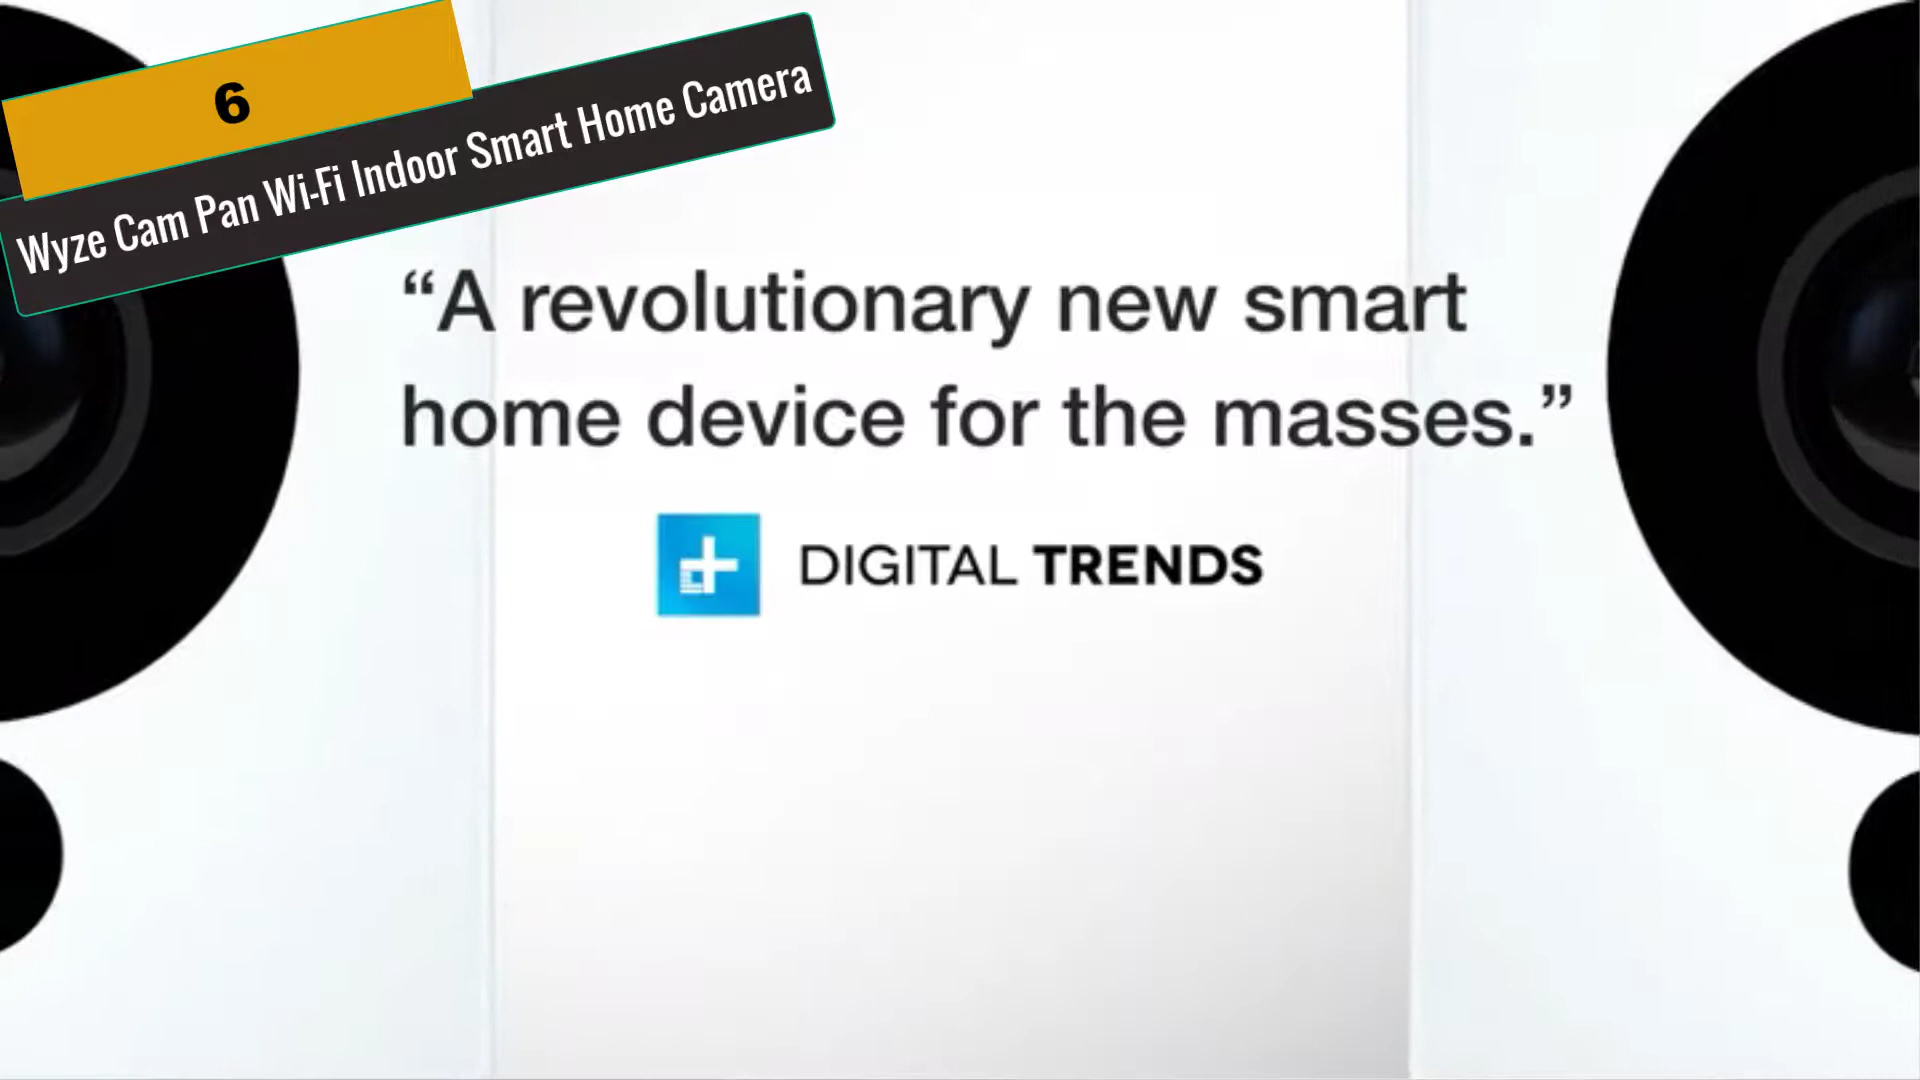 6
Wyze Cam Pan Wi-Fi Indoor Smart Home Camera
“A revolutionary new smart
home device for the masses.”
DIGITAL TRENDS